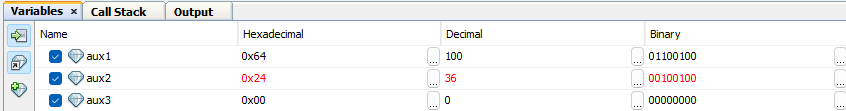 Variables × Call Stack Output
Name Hexadecimal Decimal Binary
aux1 0x64 ... 100 ... 01100100 ...
aux2 0x24 ... 36 ... 00100100 ...
aux3 0x00 ... 0 ... 00000000 ...